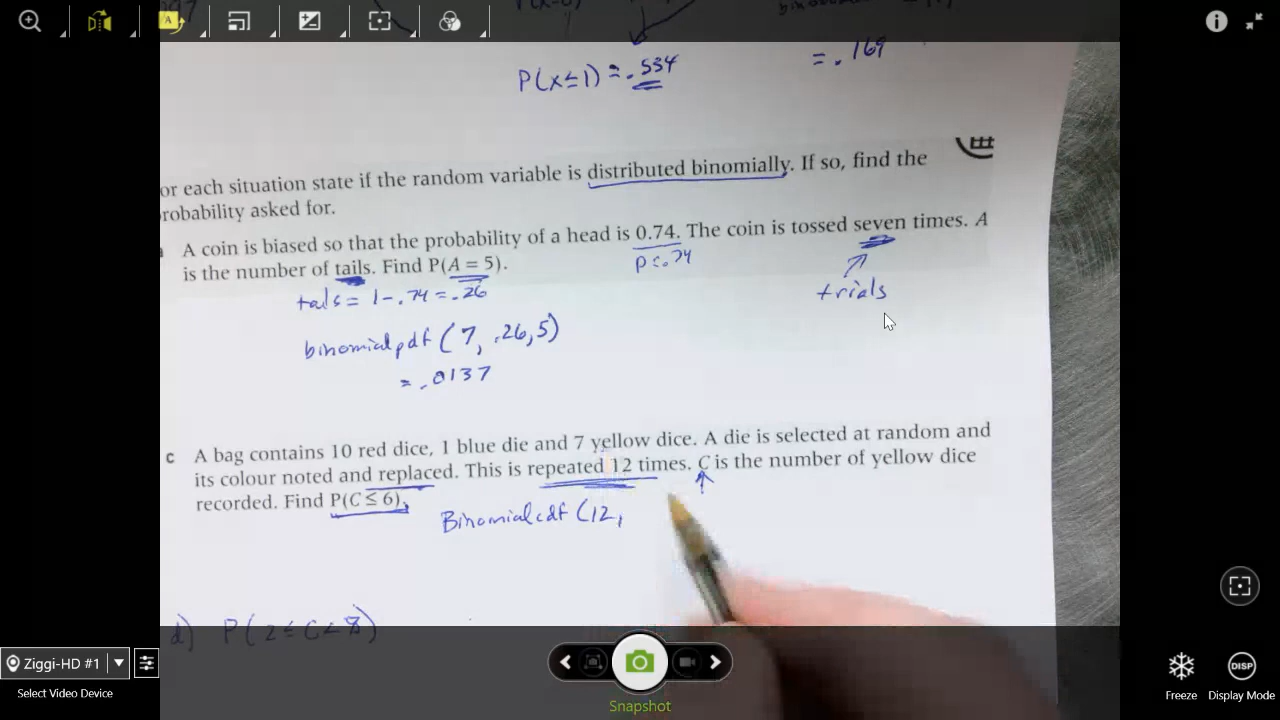 P(x≤1) = .534
= .169
or each situation state if the random variable is distributed binomially. If so, find the
robability asked for.
A coin is biased so that the probability of a head is 0.74. The coin is tossed seven times. A
is the number of tails. Find P(A = 5).
p=.74
tails = 1-.74 = .26
trials
binomialpdf (7, .26, 5)
= .0137
c A bag contains 10 red dice, 1 blue die and 7 yellow dice. A die is selected at random and
its colour noted and replaced. This is repeated 12 times. C is the number of yellow dice
recorded. Find P(C ≤ 6),
Binomialcdf (12,
d) P(2≤C<8)
Ziggi-HD #1
Select Video Device
Snapshot
Freeze
DISP
Display Mode